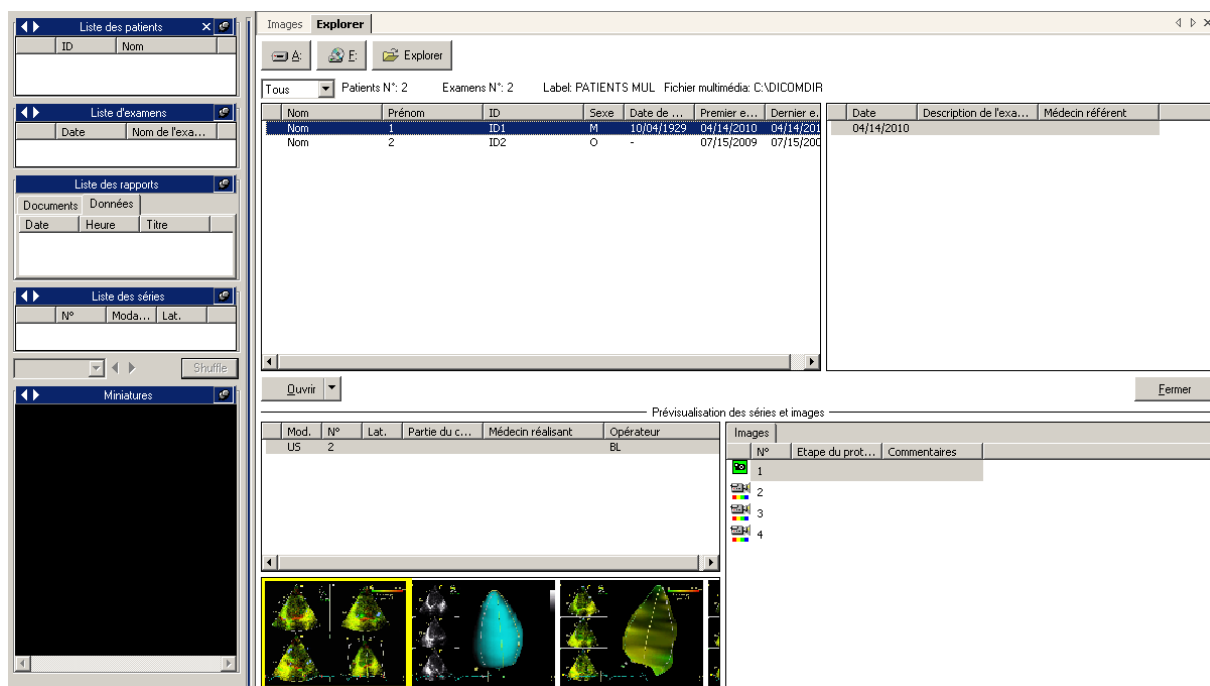 Liste des patients
ID Nom
Liste d'examens
Date Nom de l'exa...
Liste des rapports
Documents Données
Date Heure Titre
Liste des séries
N° Moda... Lat.
Shuffle
Miniatures
Images Explorer
A: F: Explorer
Tous Patients N°: 2 Examens N°: 2 Label: PATIENTS MUL Fichier multimédia: C:\DICOMDIR
Nom Prénom ID Sexe Date de ... Premier e... Dernier e.
Nom 1 ID1 M 10/04/1929 04/14/2010 04/14/201
Nom 2 ID2 O - 07/15/2009 07/15/200
Date Description de l'exa... Médecin référent
04/14/2010
Ouvrir Fermer
Prévisualisation des séries et images
Mod. N° Lat. Partie du c... Médecin réalisant Opérateur
US 2 BL
Images
N° Etape du prot... Commentaires
1
2
3
4